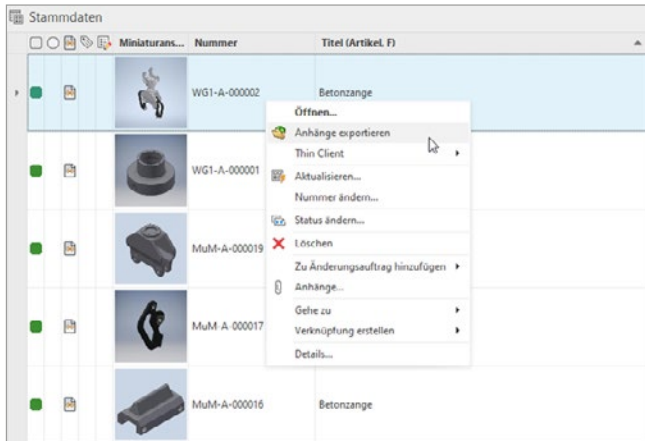 Stammdaten
Miniaturans... Nummer Titel (Artikel, F)
WG1-A-000002 Betonzange
Öffnen...
Anhänge exportieren
Thin Client
WG1-A-000001
Aktualisieren...
Nummer ändern...
Status ändern...
MuM-A-000019
Löschen
Zu Änderungsauftrag hinzufügen
Anhänge...
Gehe zu
MuM-A-000017
Verknüpfung erstellen
Details...
MuM-A-000016 Betonzange